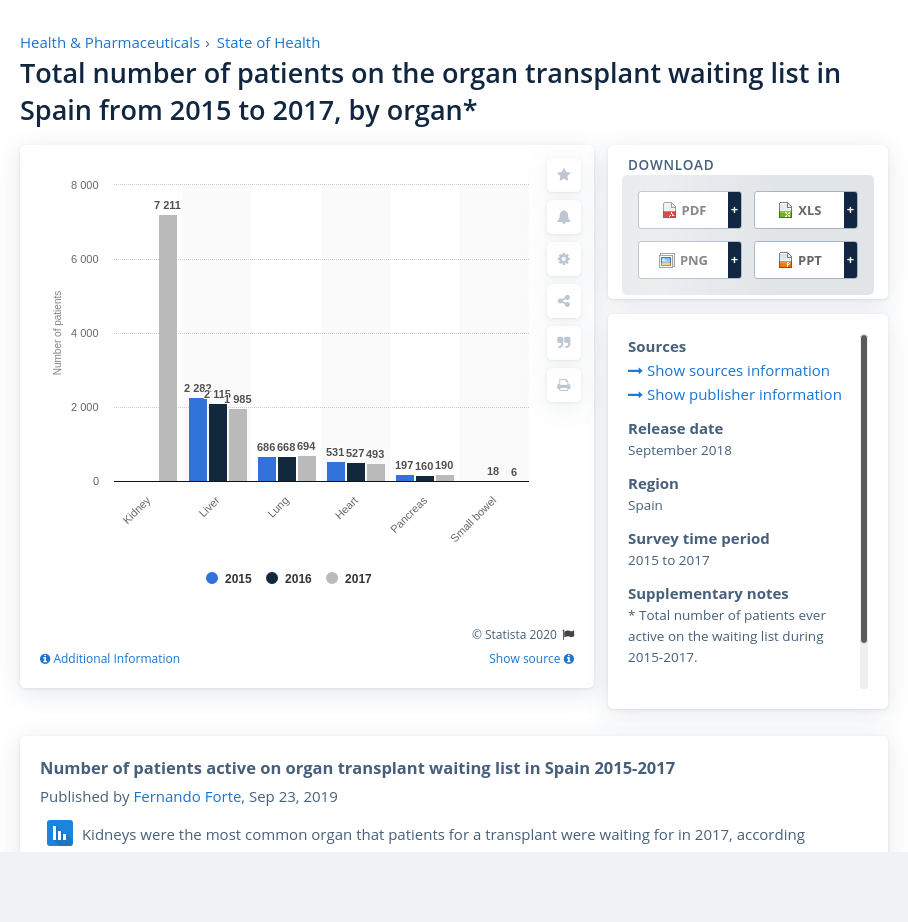 Health & Pharmaceuticals › State of Health
Total number of patients on the organ transplant waiting list in
Spain from 2015 to 2017, by organ*
Number of patients
8 000
6 000
4 000
2 000
0
7 211
2 282
2 115
1 985
686 668 694
531 527 493
197 160 190
18 6
Kidney
Liver
Lung
Heart
Pancreas
Small bowel
2015 2016 2017
© Statista 2020
Additional Information
Show source
DOWNLOAD
PDF + XLS +
PNG + PPT +
Sources
Show sources information
Show publisher information
Release date
September 2018
Region
Spain
Survey time period
2015 to 2017
Supplementary notes
* Total number of patients ever
active on the waiting list during
2015-2017.
Number of patients active on organ transplant waiting list in Spain 2015-2017
Published by Fernando Forte, Sep 23, 2019
Kidneys were the most common organ that patients for a transplant were waiting for in 2017, according